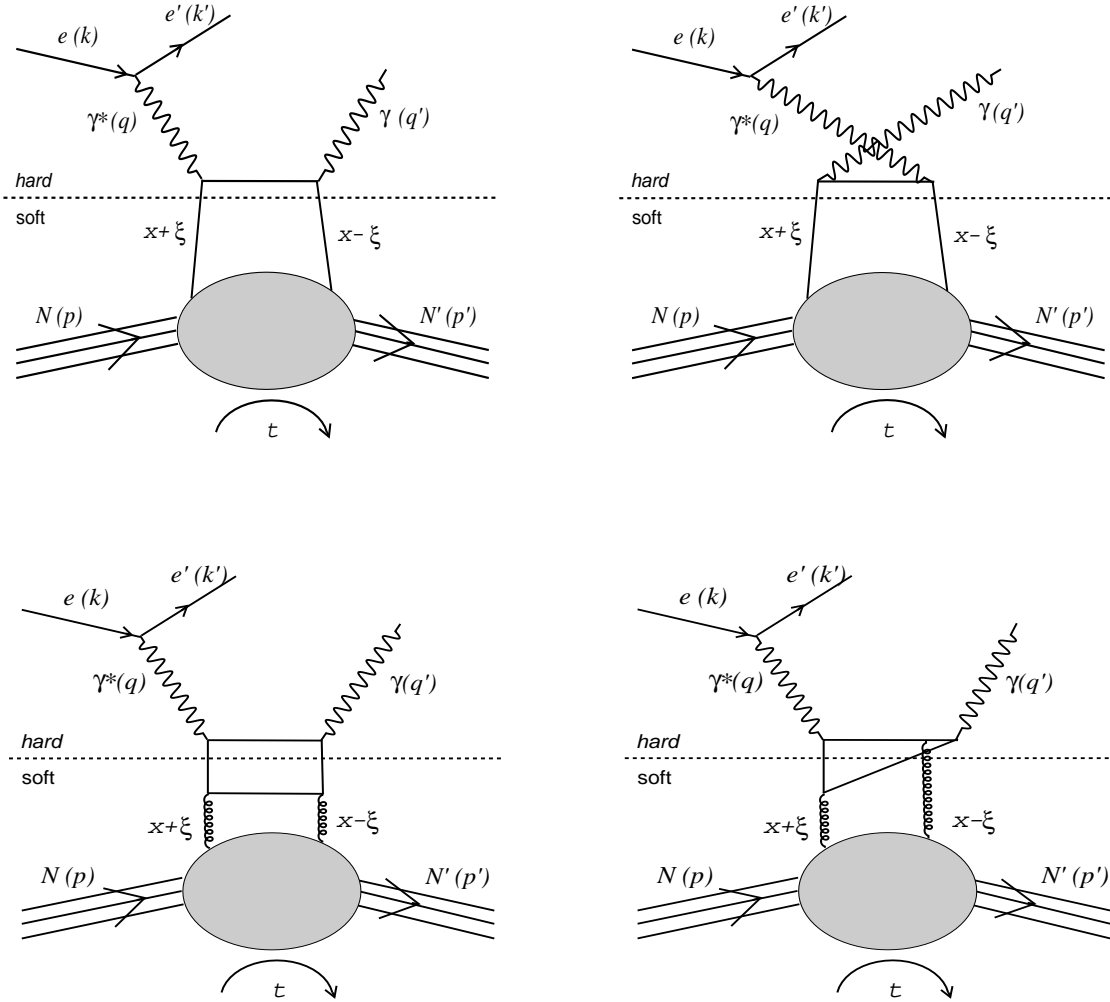 e (k) e' (k') γ*(q) γ (q')
hard
soft
x+ξ x−ξ
N (p) N' (p')
t
e (k) e' (k') γ*(q) γ(q')
hard
soft
x+ξ x−ξ
N (p) N' (p')
t
e (k) e' (k') γ*(q) γ(q')
hard
soft
x+ξ x−ξ
N (p) N' (p')
t
e (k) e' (k') γ*(q) γ(q')
hard
soft
x+ξ x−ξ
N (p) N' (p')
t